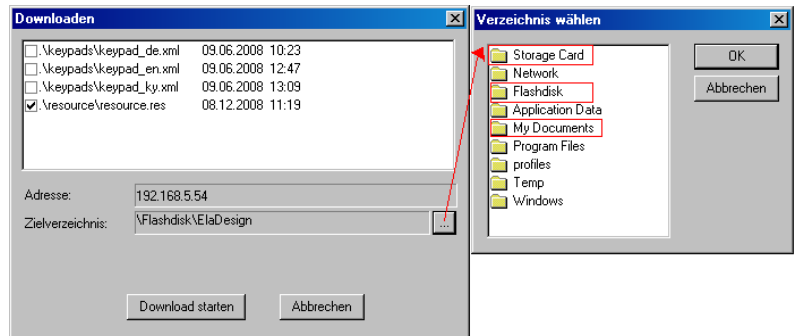 Downloaden
.\keypads\keypad_de.xml 09.06.2008 10:23
.\keypads\keypad_en.xml 09.06.2008 12:47
.\keypads\keypad_ky.xml 09.06.2008 13:09
.\resource\resource.res 08.12.2008 11:19
Adresse: 192.168.5.54
Zielverzeichnis: \Flashdisk\ElaDesign ...
Download starten Abbrechen
Verzeichnis wählen
Storage Card
Network
Flashdisk
Application Data
My Documents
Program Files
profiles
Temp
Windows
OK
Abbrechen